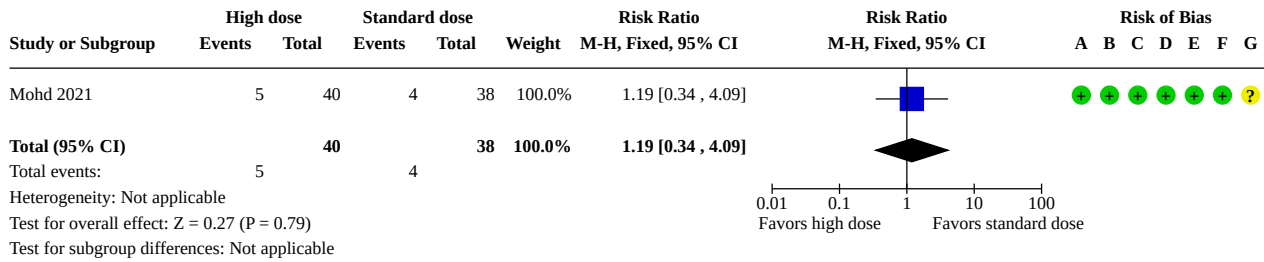 High dose Standard dose Risk Ratio Risk Ratio Risk of Bias
Study or Subgroup Events Total Events Total Weight M-H, Fixed, 95% CI M-H, Fixed, 95% CI A B C D E F G
Mohd 2021 5 40 4 38 100.0% 1.19 [0.34 , 4.09] + + + + + + ?
Total (95% CI) 40 38 100.0% 1.19 [0.34 , 4.09]
Total events: 5 4
Heterogeneity: Not applicable 0.01 0.1 1 10 100
Test for overall effect: Z = 0.27 (P = 0.79) Favors high dose Favors standard dose
Test for subgroup differences: Not applicable